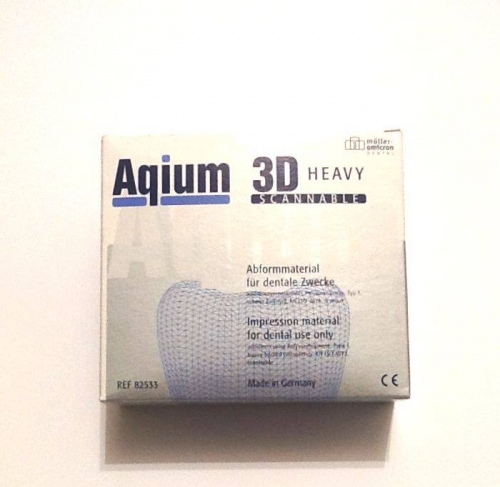 müller-
omicron
DENTAL
Aqium 3D HEAVY
SCANNABLE
Abformmaterial
für dentale Zwecke
Impression material
for dental use only
Made in Germany
REF 82533
CE